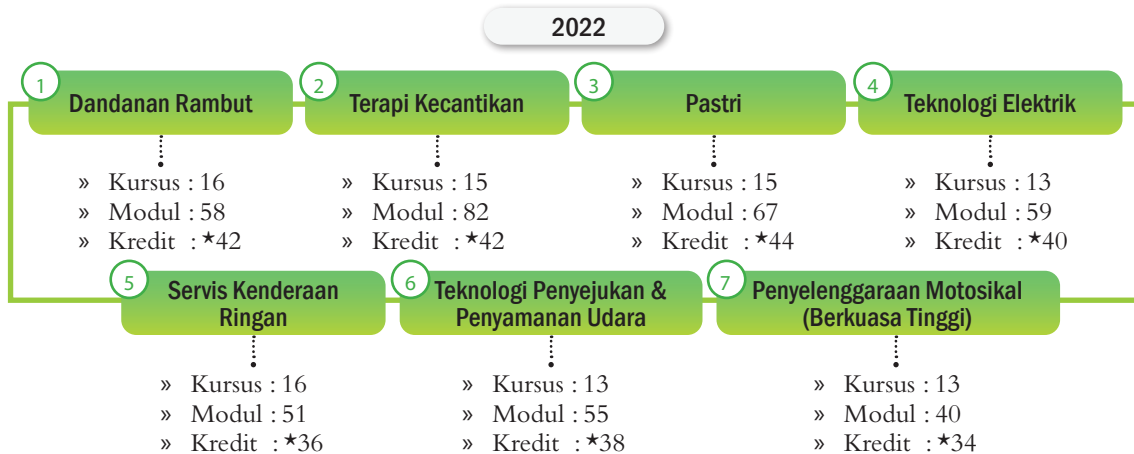 2022
1
Dandanan Rambut
» Kursus : 16
» Modul : 58
» Kredit : ★42
2
Terapi Kecantikan
» Kursus : 15
» Modul : 82
» Kredit : ★42
3
Pastri
» Kursus : 15
» Modul : 67
» Kredit : ★44
4
Teknologi Elektrik
» Kursus : 13
» Modul : 59
» Kredit : ★40
5
Servis Kenderaan
Ringan
» Kursus : 16
» Modul : 51
» Kredit : ★36
6
Teknologi Penyejukan &
Penyamanan Udara
» Kursus : 13
» Modul : 55
» Kredit : ★38
7
Penyelenggaraan Motosikal
(Berkuasa Tinggi)
» Kursus : 13
» Modul : 40
» Kredit : ★34